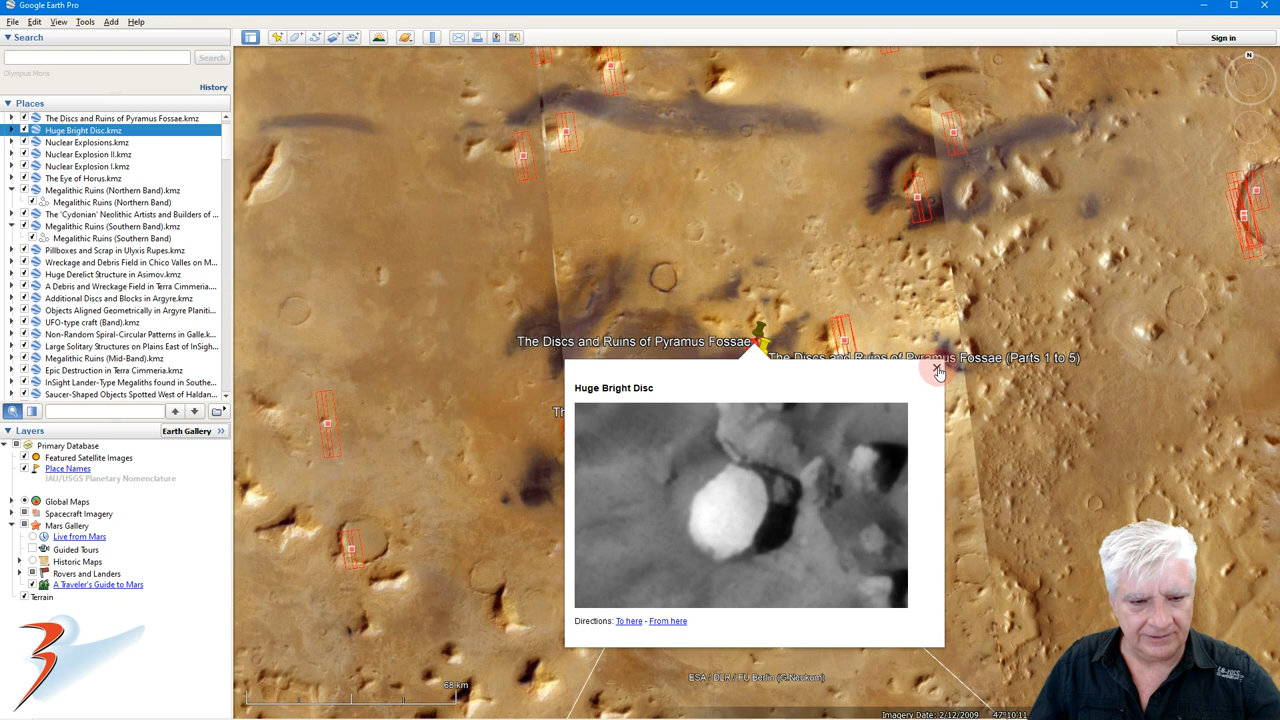 Google Earth Pro
File Edit View Tools Add Help
Search
Sign in
Search
Olympus Mons
History
Places
The Discs and Ruins of Pyramus Fossae.kmz
Huge Bright Disc.kmz
Nuclear Explosions.kmz
Nuclear Explosion II.kmz
Nuclear Explosion I.kmz
The Eye of Horus.kmz
Megalithic Ruins (Northern Band).kmz
Megalithic Ruins (Northern Band)
The 'Cydonian' Neolithic Artists and Builders of ...
Megalithic Ruins (Southern Band).kmz
Megalithic Ruins (Southern Band)
Pillboxes and Scrap in Ulyxis Rupes.kmz
Wreckage and Debris Field in Chico Valles on M...
Huge Derelict Structure in Asimov.kmz
A Debris and Wreckage Field in Terra Cimmeria....
Additional Discs and Blocks in Argyre.kmz
Objects Aligned Geometrically in Argyre Planiti...
UFO-type craft (Band).kmz
Non-Random Spiral-Circular Patterns in Galle.k...
Large Solitary Structures on Plains East of InSigh...
Megalithic Ruins (Mid-Band).kmz
Epic Destruction in Terra Cimmeria.kmz
InSight Lander-Type Megaliths found in Southe...
Saucer-Shaped Objects Spotted West of Haldan...
Layers
Earth Gallery »
Primary Database
Featured Satellite Images
Place Names
IAU/USGS Planetary Nomenclature
Global Maps
Spacecraft Imagery
Mars Gallery
Live from Mars
Guided Tours
Historic Maps
Rovers and Landers
A Traveler's Guide to Mars
Terrain
N
The Discs and Ruins of Pyramus Fossae
The Discs and Ruins of Pyramus Fossae (Parts 1 to 5)
Th
Huge Bright Disc
Directions: To here - From here
68 km
ESA / DLR / FU Berlin (G.Neukum)
Imagery Date: 2/12/2009 47°10'11